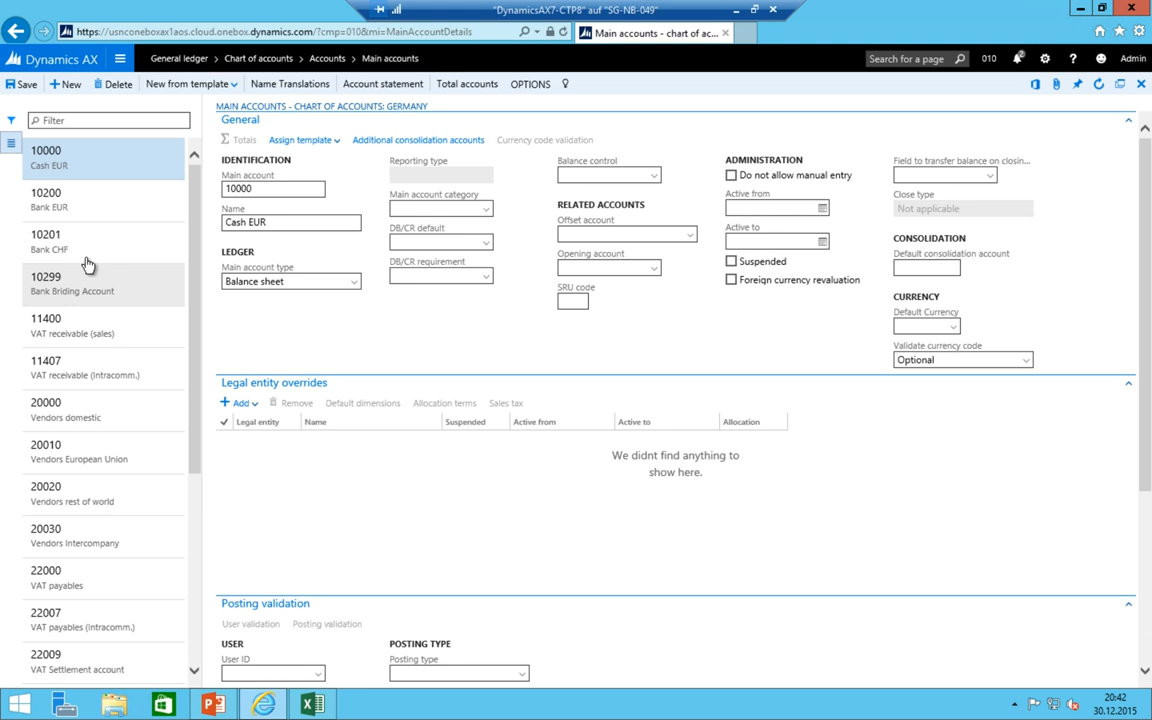 "DynamicsAX7-CTP8" auf "SG-NB-049"
https://usnconeboxax1aos.cloud.onebox.dynamics.com/?cmp=010&mi=MainAccountDetails
Main accounts - chart of ac...
Dynamics AX
General ledger > Chart of accounts > Accounts > Main accounts
Search for a page
010
Admin
Save
New
Delete
New from template
Name Translations
Account statement
Total accounts
OPTIONS
Filter
10000
Cash EUR
10200
Bank EUR
10201
Bank CHF
10299
Bank Briding Account
11400
VAT receivable (sales)
11407
VAT receivable (Intracomm.)
20000
Vendors domestic
20010
Vendors European Union
20020
Vendors rest of world
20030
Vendors Intercompany
22000
VAT payables
22007
VAT payables (Intracomm.)
22009
VAT Settlement account
MAIN ACCOUNTS - CHART OF ACCOUNTS: GERMANY
General
Totals
Assign template
Additional consolidation accounts
Currency code validation
IDENTIFICATION
Main account
10000
Name
Cash EUR
LEDGER
Main account type
Balance sheet
Reporting type
Main account category
DB/CR default
DB/CR requirement
Balance control
RELATED ACCOUNTS
Offset account
Opening account
SRU code
ADMINISTRATION
Do not allow manual entry
Active from
Active to
Suspended
Foreign currency revaluation
Field to transfer balance on closin...
Close type
Not applicable
CONSOLIDATION
Default consolidation account
CURRENCY
Default Currency
Validate currency code
Optional
Legal entity overrides
Add
Remove
Default dimensions
Allocation terms
Sales tax
Legal entity
Name
Suspended
Active from
Active to
Allocation
We didnt find anything to
show here.
Posting validation
User validation
Posting validation
USER
User ID
POSTING TYPE
Posting type
20:42
30.12.2015